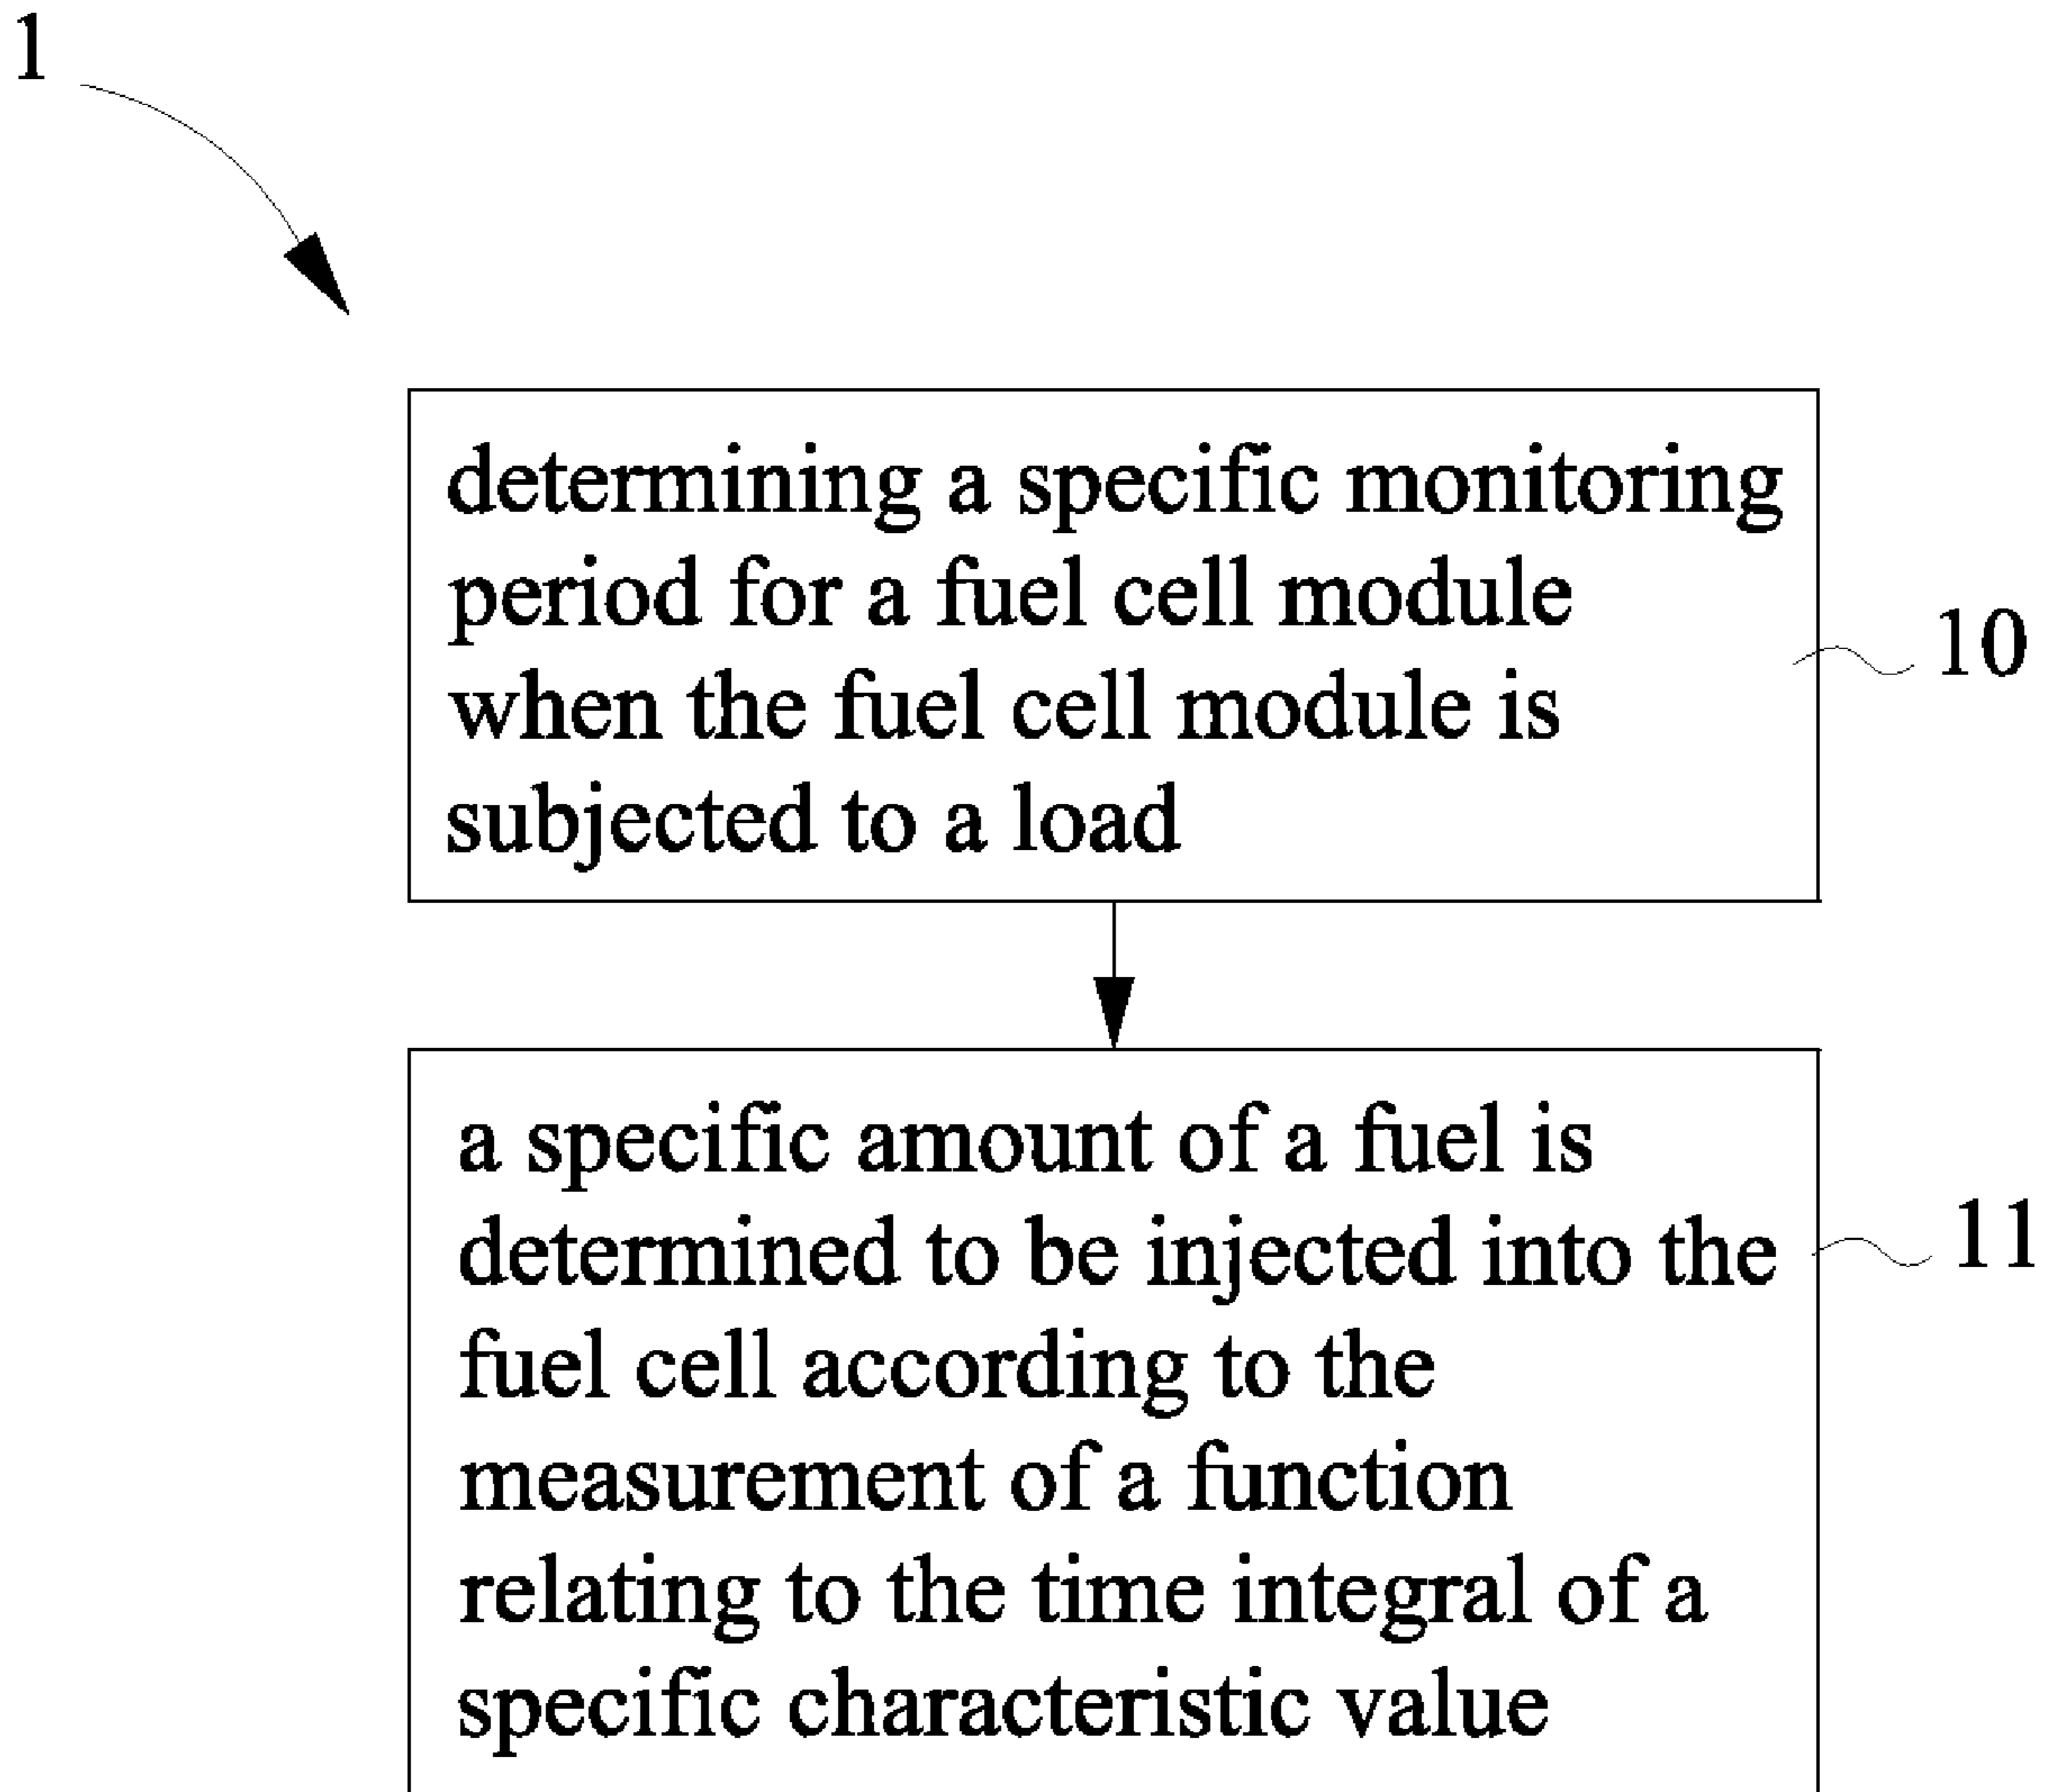 1
determining a specific monitoring
period for a fuel cell module
when the fuel cell module is
subjected to a load
10
a specific amount of a fuel is
determined to be injected into the
fuel cell according to the
measurement of a function
relating to the time integral of a
specific characteristic value
11